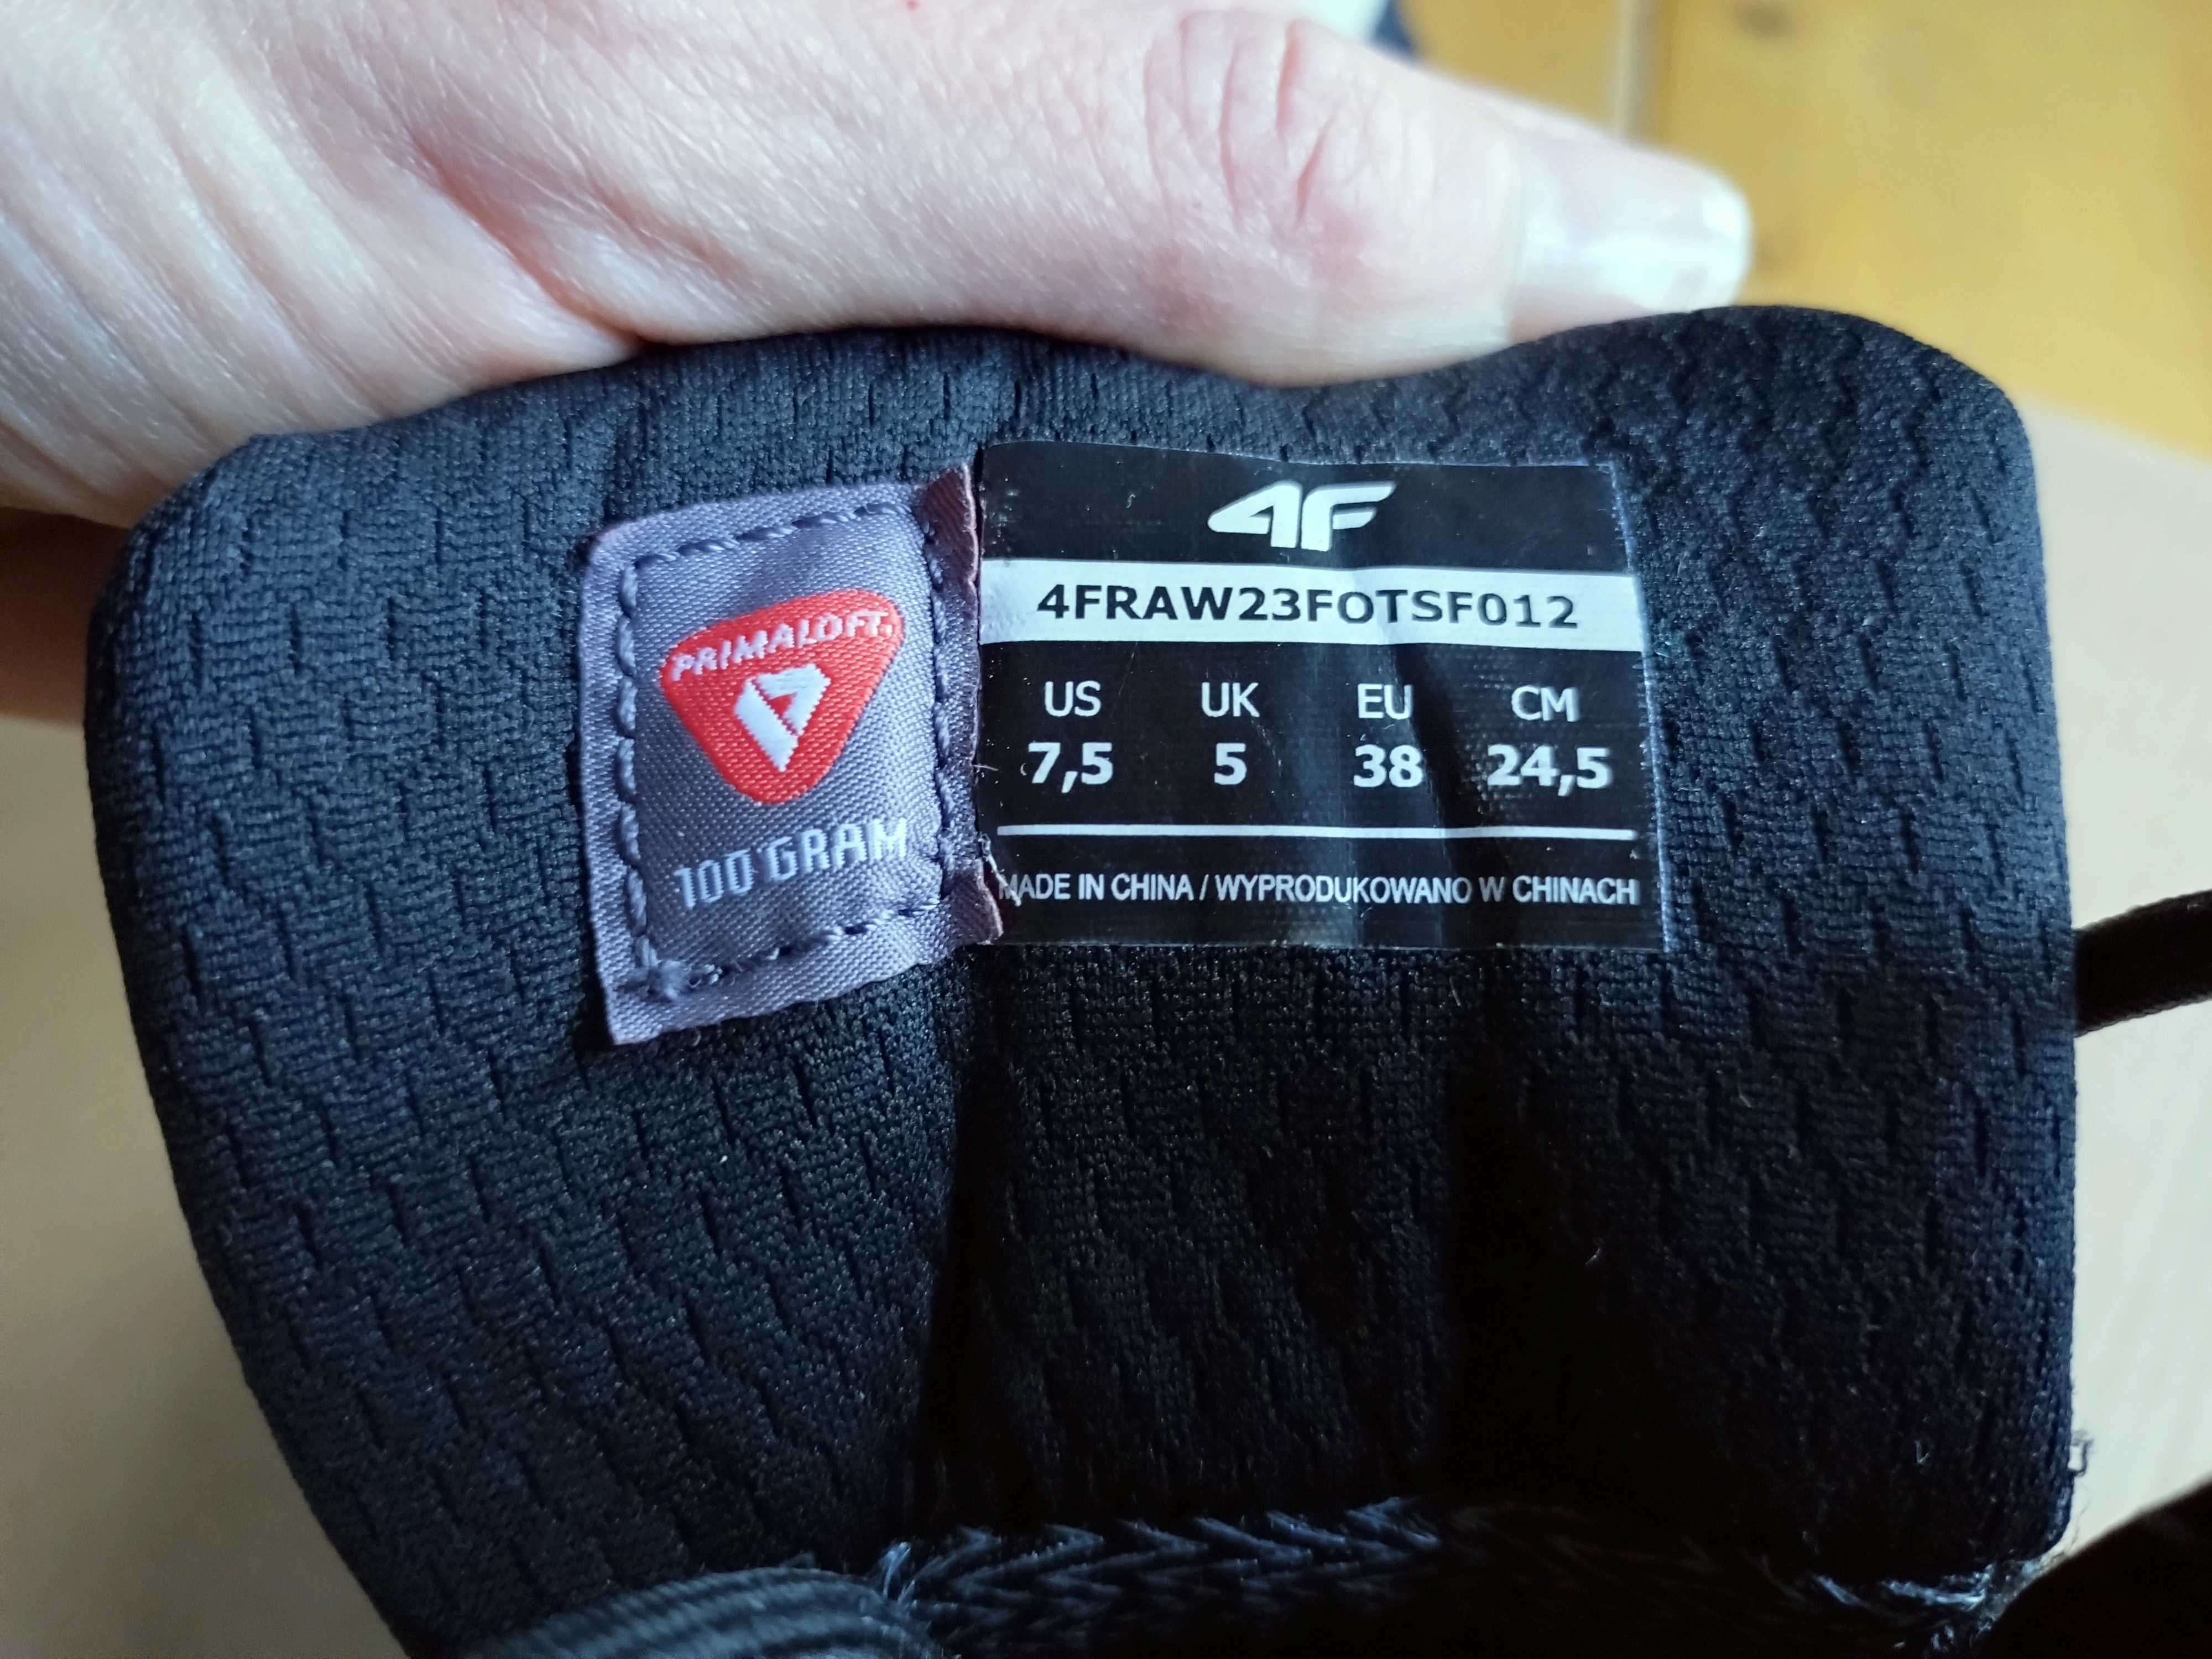 PRIMALOFT.
100 GRAM
4F
4FRAW23FOTSF012
US UK EU CM
7,5 5 38 24,5
MADE IN CHINA / WYPRODUKOWANO W CHINACH